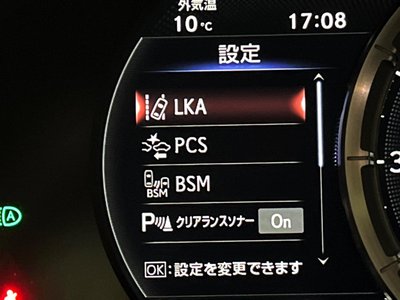 外気温
10℃ 17:08
設定
LKA
PCS
BSM BSM
P クリアランスソナー On
OK:設定を変更できます
A
3